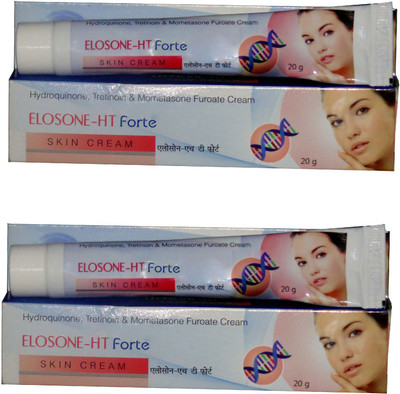 Hydroquinone, Tretinoin & Mometasone Furoate Cream
ELOSONE-HT Forte
SKIN CREAM एलोसोन-एच डी फोर्ट
20 g
Hydroquinone, Tretinoin & Mometasone Furoate Cream
ELOSONE-HT Forte
SKIN CREAM एलोसोन-एच टी फोर्ट
20 g
Hydroquinone, Tretinoin & Mometasone Furoate Cream
ELOSONE-HT Forte
SKIN CREAM एलोसोन-एच डी फोर्ट
20 g
Hydroquinone, Tretinoin & Mometasone Furoate Cream
ELOSONE-HT Forte
SKIN CREAM एलोसोन-एच टी फोर्ट
20 g